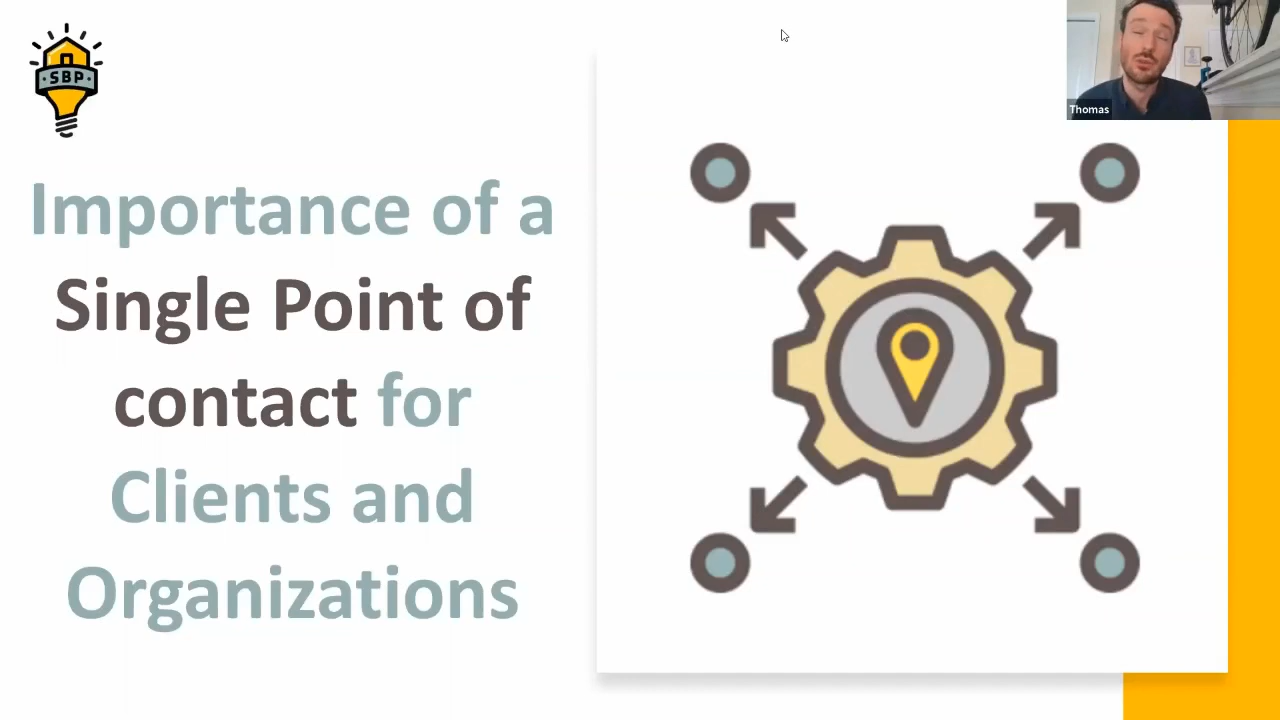 ·SBP·
Thomas
Importance of a
Single Point of
contact for
Clients and
Organizations